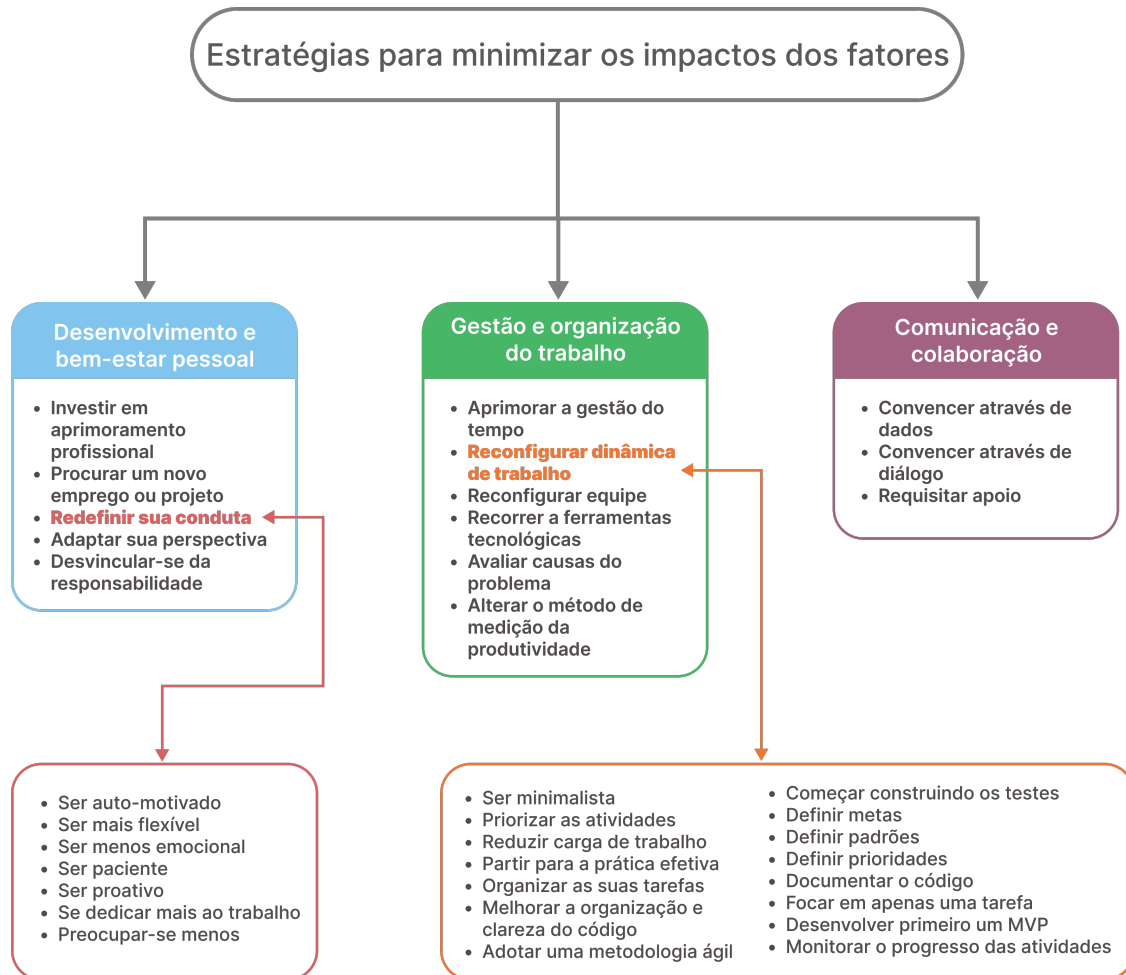 Estratégias para minimizar os impactos dos fatores
Desenvolvimento e
bem-estar pessoal
• Investir em
aprimoramento
profissional
• Procurar um novo
emprego ou projeto
• Redefinir sua conduta
• Adaptar sua perspectiva
• Desvincular-se da
responsabilidade
Gestão e organização
do trabalho
• Aprimorar a gestão do
tempo
• Reconfigurar dinâmica
de trabalho
• Reconfigurar equipe
• Recorrer a ferramentas
tecnológicas
• Avaliar causas do
problema
• Alterar o método de
medição da
produtividade
Comunicação e
colaboração
• Convencer através de
dados
• Convencer através de
diálogo
• Requisitar apoio
• Ser auto-motivado
• Ser mais flexível
• Ser menos emocional
• Ser paciente
• Ser proativo
• Se dedicar mais ao trabalho
• Preocupar-se menos
• Ser minimalista
• Priorizar as atividades
• Reduzir carga de trabalho
• Partir para a prática efetiva
• Organizar as suas tarefas
• Melhorar a organização e
clareza do código
• Adotar uma metodologia ágil
• Começar construindo os testes
• Definir metas
• Definir padrões
• Definir prioridades
• Documentar o código
• Focar em apenas uma tarefa
• Desenvolver primeiro um MVP
• Monitorar o progresso das atividades